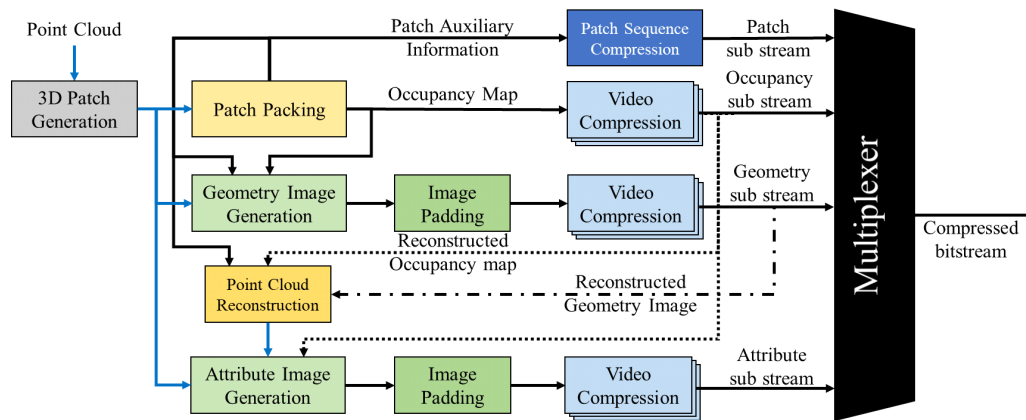 Point Cloud
3D Patch
Generation
Patch Packing
Patch Auxiliary
Information
Patch Sequence
Compression
Patch
sub stream
Occupancy Map
Video
Compression
Occupancy
sub stream
Geometry Image
Generation
Image
Padding
Video
Compression
Geometry
sub stream
Reconstructed
Occupancy map
Point Cloud
Reconstruction
Reconstructed
Geometry Image
Attribute Image
Generation
Image
Padding
Video
Compression
Attribute
sub stream
Multiplexer
Compressed
bitstream